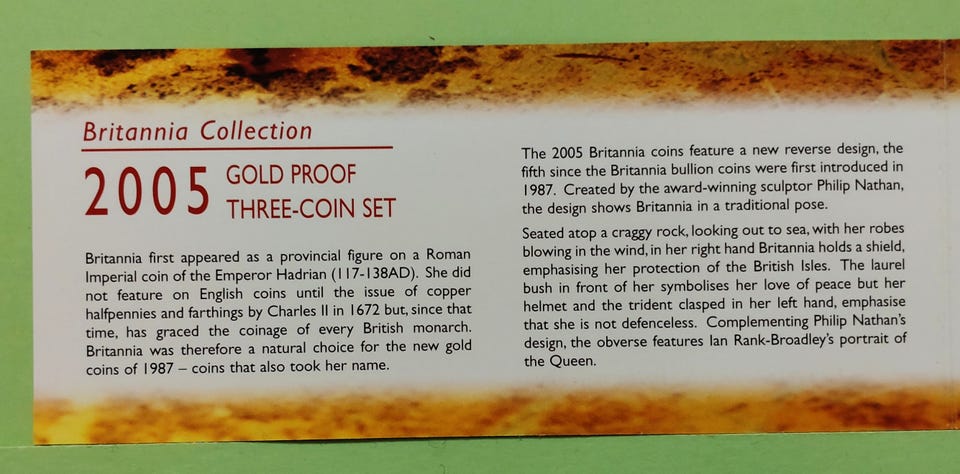 Britannia Collection
2005 GOLD PROOF
THREE-COIN SET
Britannia first appeared as a provincial figure on a Roman
Imperial coin of the Emperor Hadrian (117-138AD). She did
not feature on English coins until the issue of copper
halfpennies and farthings by Charles II in 1672 but, since that
time, has graced the coinage of every British monarch.
Britannia was therefore a natural choice for the new gold
coins of 1987 – coins that also took her name.
The 2005 Britannia coins feature a new reverse design, the
fifth since the Britannia bullion coins were first introduced in
1987. Created by the award-winning sculptor Philip Nathan,
the design shows Britannia in a traditional pose.
Seated atop a craggy rock, looking out to sea, with her robes
blowing in the wind, in her right hand Britannia holds a shield,
emphasising her protection of the British Isles. The laurel
bush in front of her symbolises her love of peace but her
helmet and the trident clasped in her left hand, emphasise
that she is not defenceless. Complementing Philip Nathan's
design, the obverse features Ian Rank-Broadley's portrait of
the Queen.